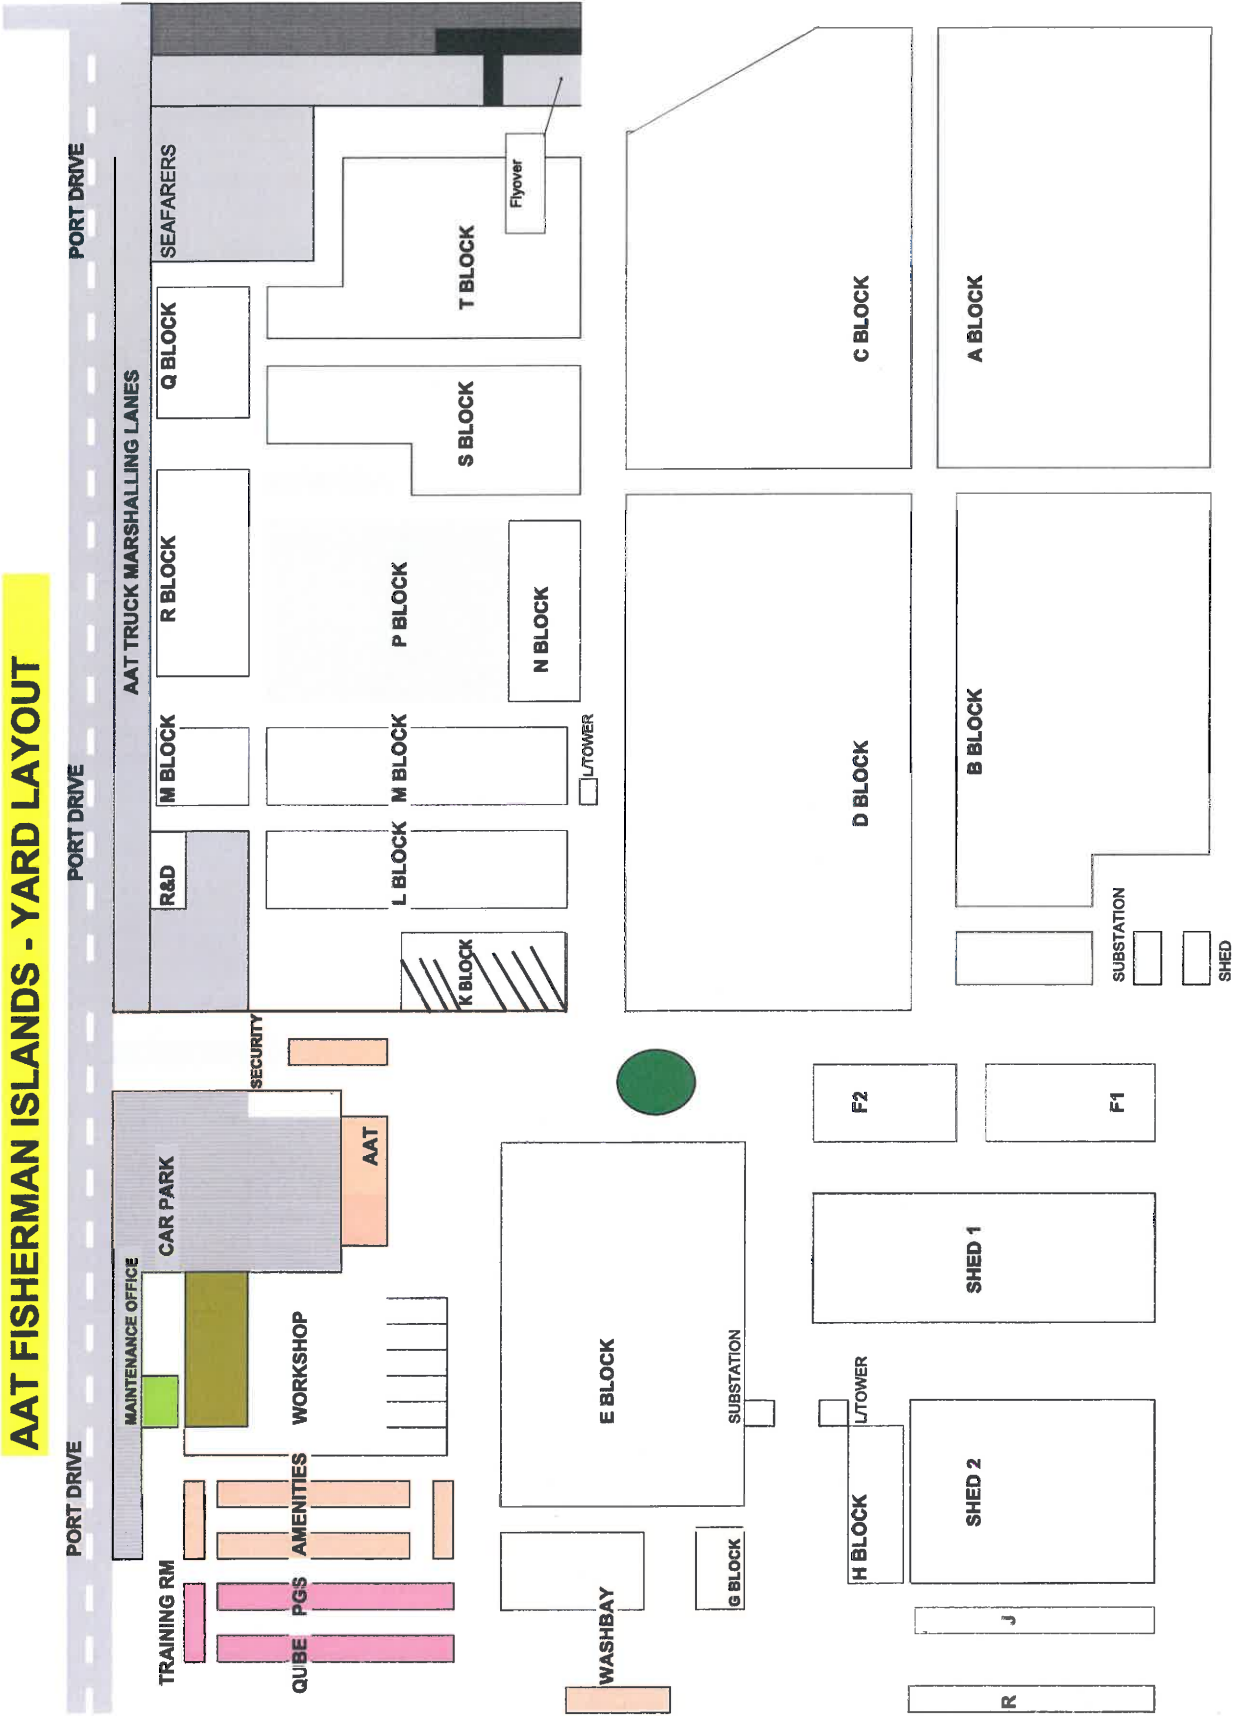 AAT FISHERMAN ISLANDS - YARD LAYOUT
PORT DRIVE
PORT DRIVE
PORT DRIVE
AAT TRUCK MARSHALLING LANES
MAINTENANCE OFFICE
TRAINING RM
CAR PARK
R&D
M BLOCK
R BLOCK
Q BLOCK
SEAFARERS
SECURITY
QUBE
PGS
AMENITIES
WORKSHOP
AAT
L BLOCK
M BLOCK
P BLOCK
K BLOCK
S BLOCK
T BLOCK
Flyover
N BLOCK
L/TOWER
WASHBAY
E BLOCK
G BLOCK
SUBSTATION
H BLOCK
L/TOWER
F2
D BLOCK
C BLOCK
SHED 2
SHED 1
B BLOCK
A BLOCK
R
J
F1
SUBSTATION
SHED